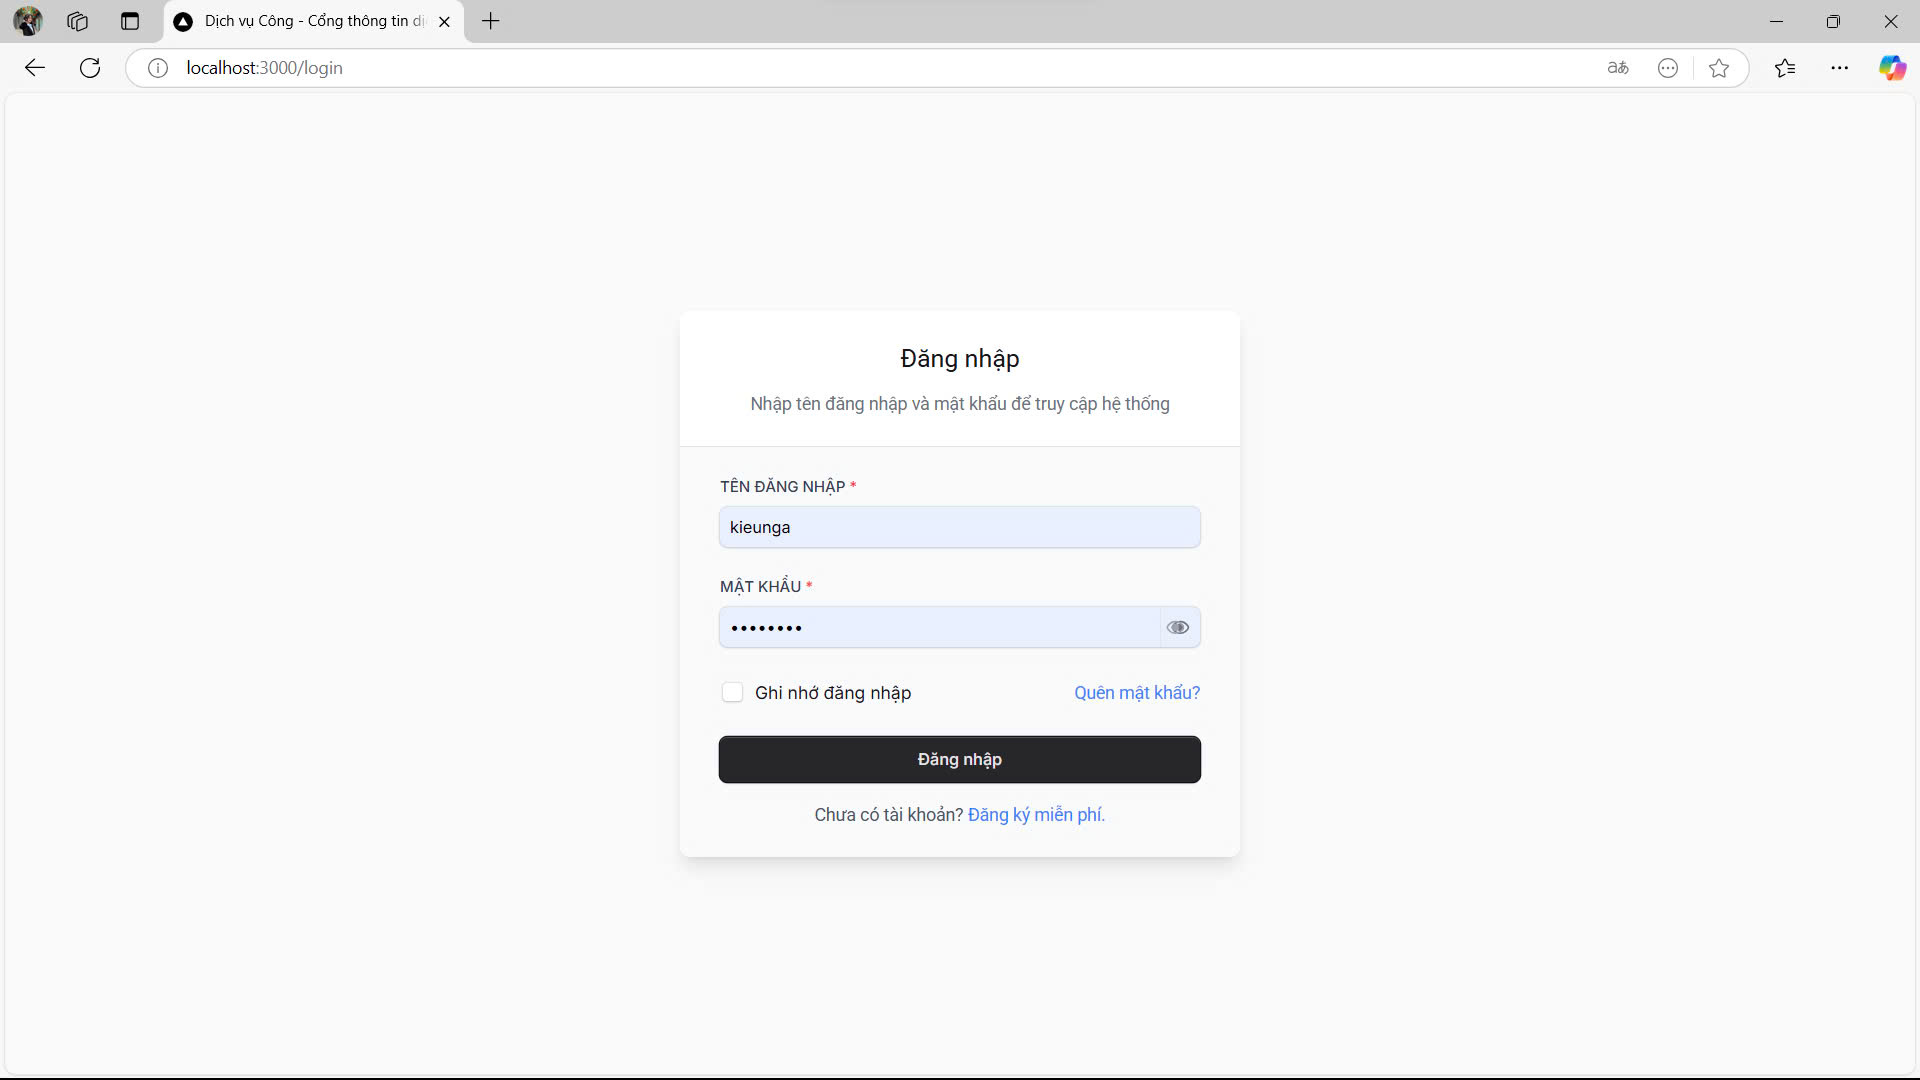 Dịch vụ Công - Cổng thông tin
localhost:3000/login
Đăng nhập
Nhập tên đăng nhập và mật khẩu để truy cập hệ thống
TÊN ĐĂNG NHẬP *
kieunga
MẬT KHẨU *
••••••••
Ghi nhớ đăng nhập
Quên mật khẩu?
Đăng nhập
Chưa có tài khoản? Đăng ký miễn phí.